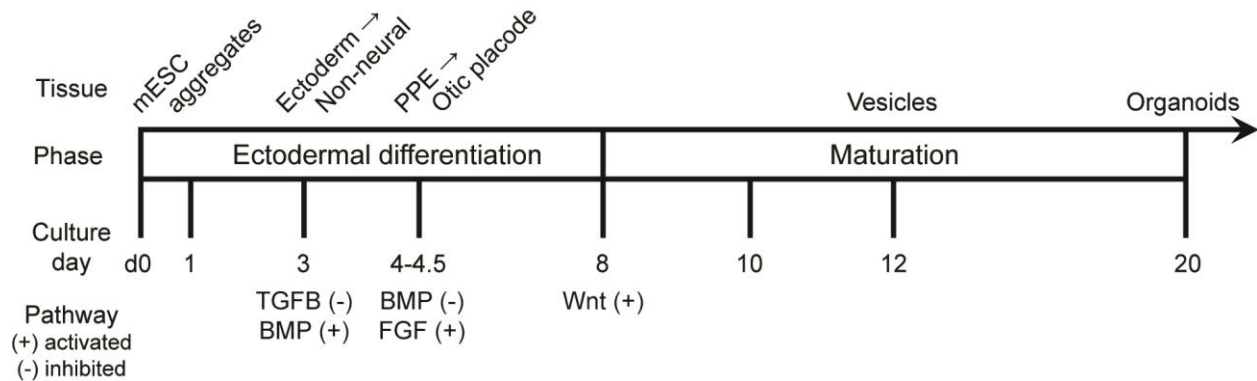 Tissue
mESC
aggregates
Ectoderm →
Non-neural
PPE →
Otic placode
Vesicles
Organoids
Phase
Ectodermal differentiation
Maturation
Culture
day
d0 1 3 4-4.5 8 10 12 20
Pathway
(+) activated
(-) inhibited
TGFB (-)
BMP (+)
BMP (-)
FGF (+)
Wnt (+)